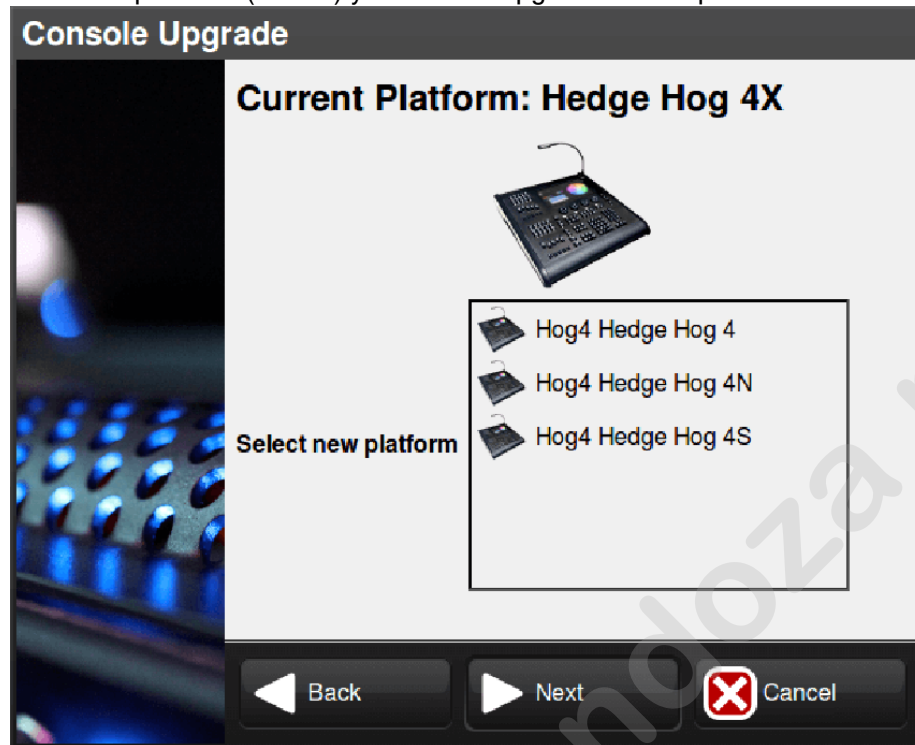 Console Upgrade
Current Platform: Hedge Hog 4X
Hog4 Hedge Hog 4
Hog4 Hedge Hog 4N
Select new platform
Hog4 Hedge Hog 4S
Back
Next
Cancel